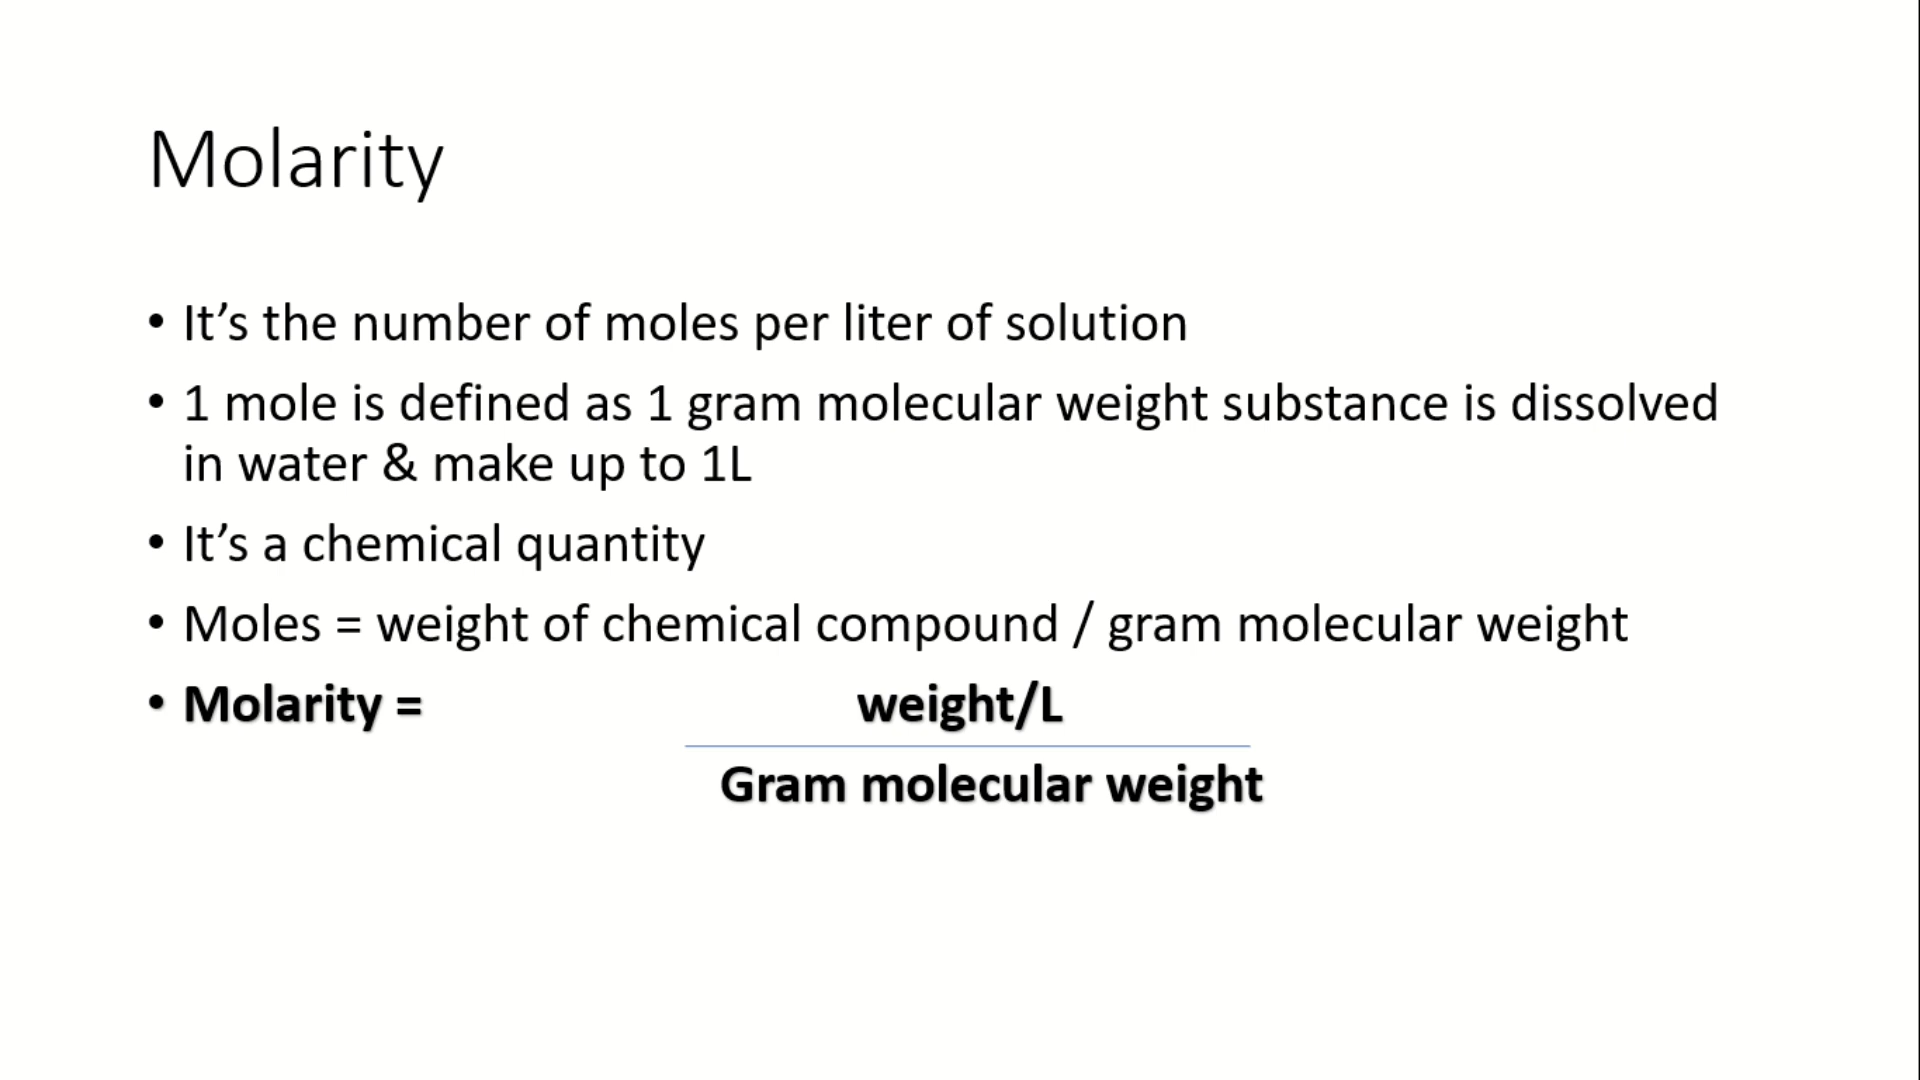 Molarity
• It’s the number of moles per liter of solution
• 1 mole is defined as 1 gram molecular weight substance is dissolved
in water & make up to 1L
• It’s a chemical quantity
• Moles = weight of chemical compound / gram molecular weight
• Molarity = weight/L
Gram molecular weight